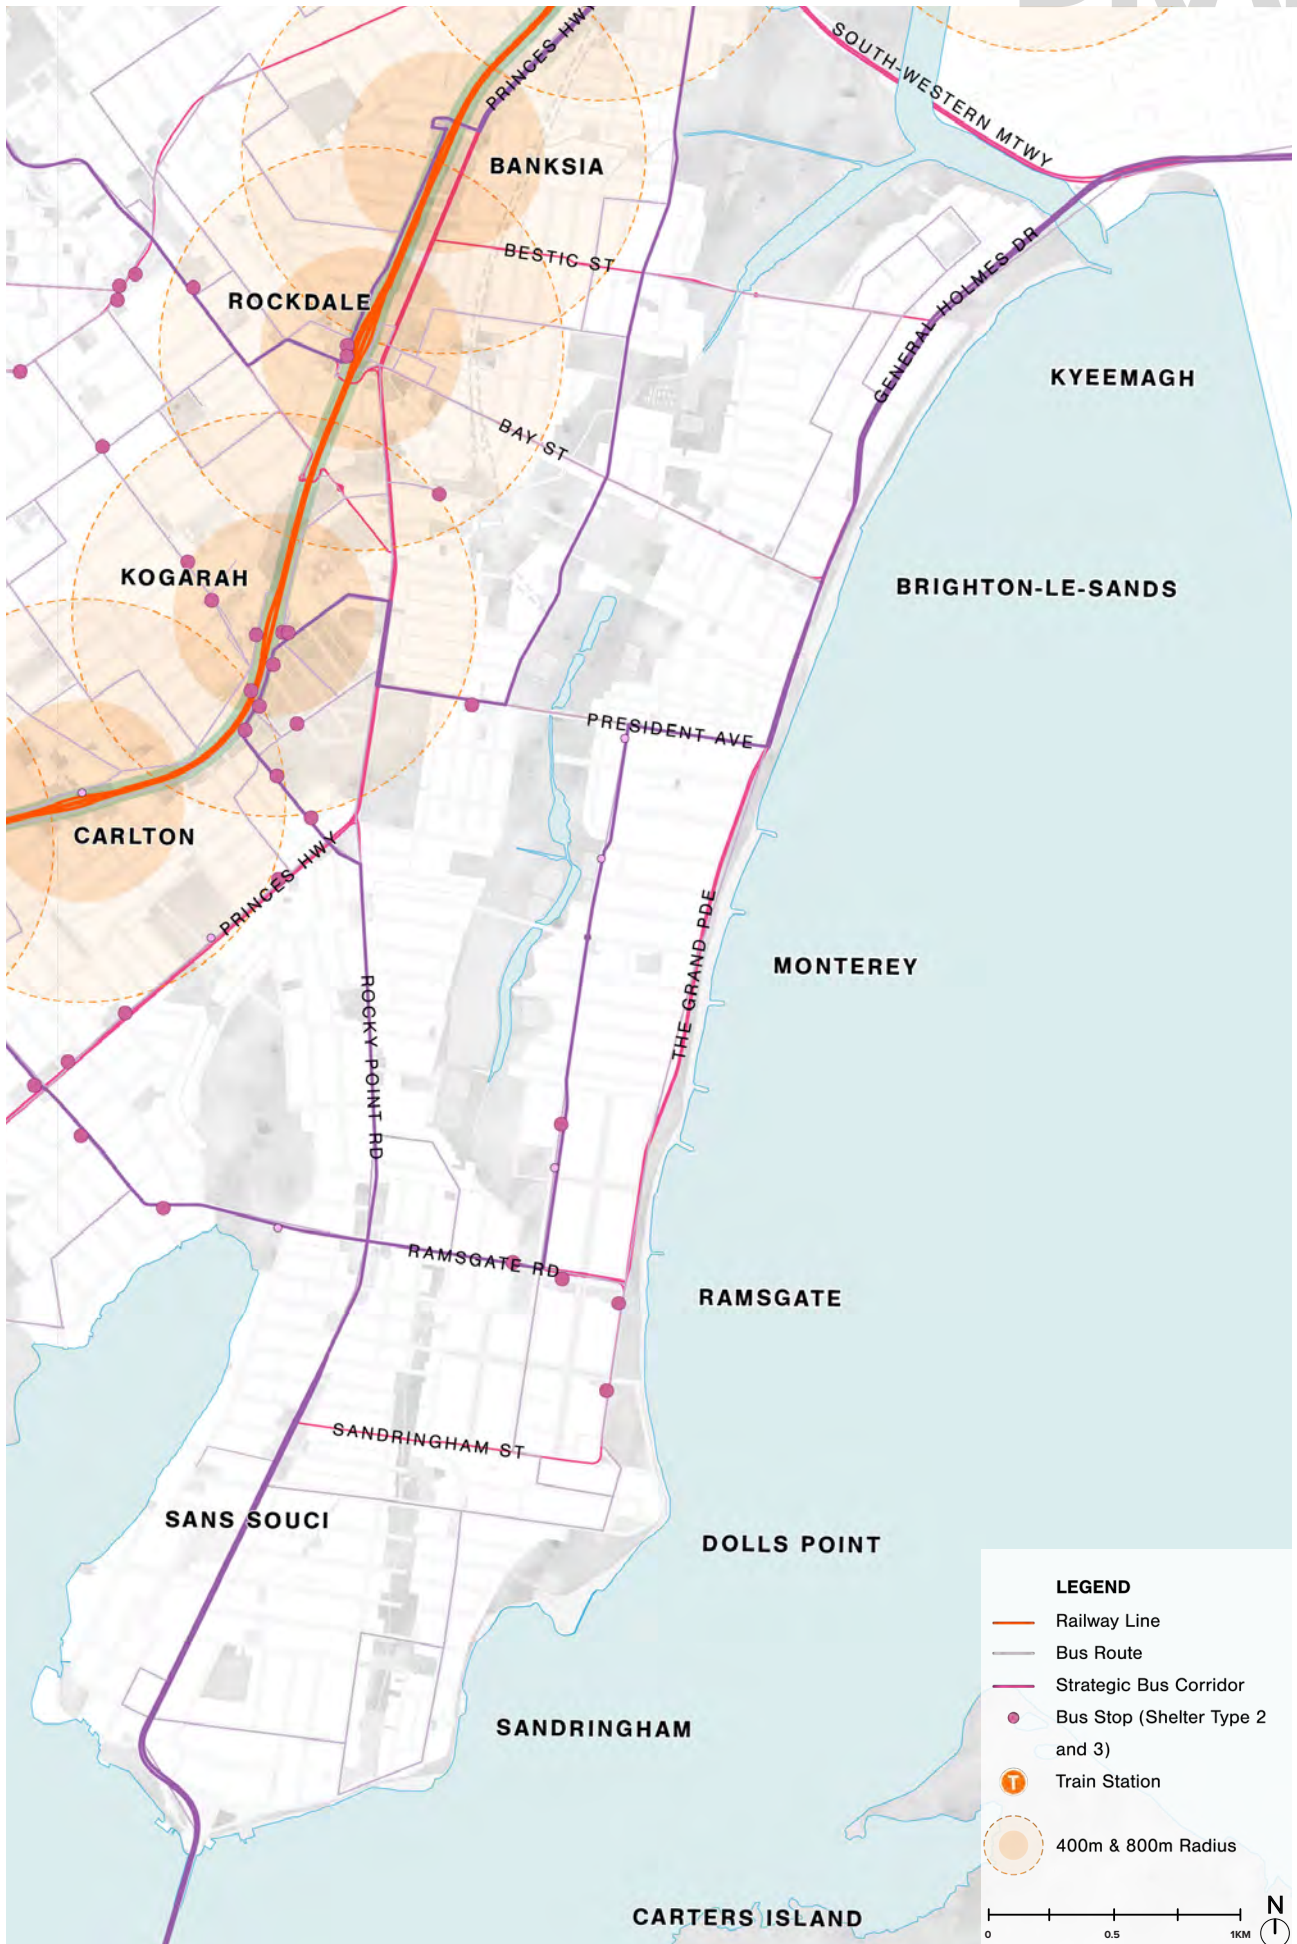 PRINCES HWY
SOUTH-WESTERN MTWY
BANKSIA
BESTIC ST
ROCKDALE
GENERAL HOLMES DR
KYEEMAGH
BAY ST
KOGARAH
BRIGHTON-LE-SANDS
PRESIDENT AVE
CARLTON
PRINCES HWY
THE GRAND PDE
MONTEREY
ROCKY POINT RD
RAMSGATE RD
RAMSGATE
SANDRINGHAM ST
SANS SOUCI
DOLLS POINT
SANDRINGHAM
CARTERS ISLAND
LEGEND
Railway Line
Bus Route
Strategic Bus Corridor
Bus Stop (Shelter Type 2
and 3)
T
Train Station
400m & 800m Radius
N
0 0.5 1KM